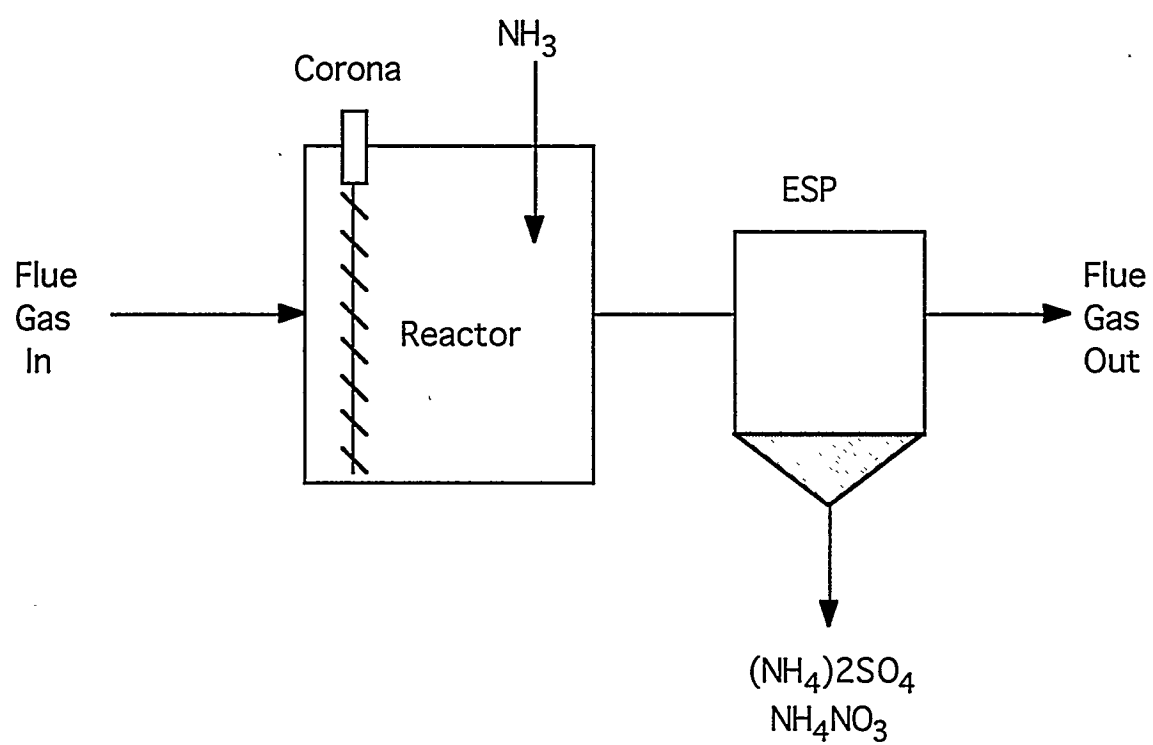 NH₃
Corona
ESP
Flue
Gas
In
Reactor
Flue
Gas
Out
(NH₄)2SO₄
NH₄NO₃